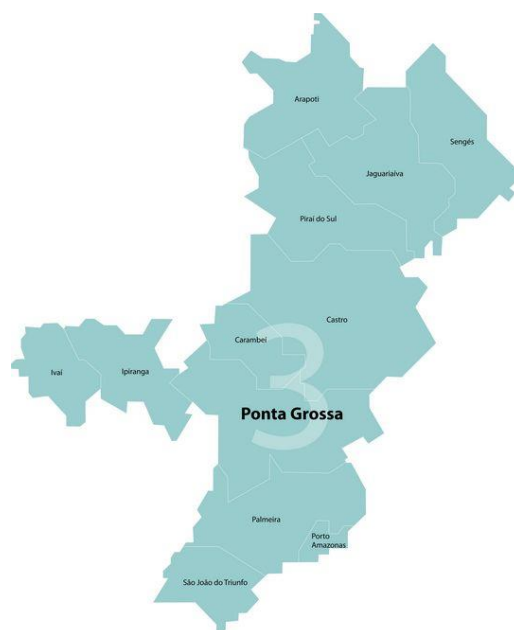 Arapoti
Sengés
Jaguariaíva
Piraí do Sul
Castro
Carambeí
3
Ivaí
Ipiranga
Ponta Grossa
Palmeira
Porto
Amazonas
São João do Triunfo